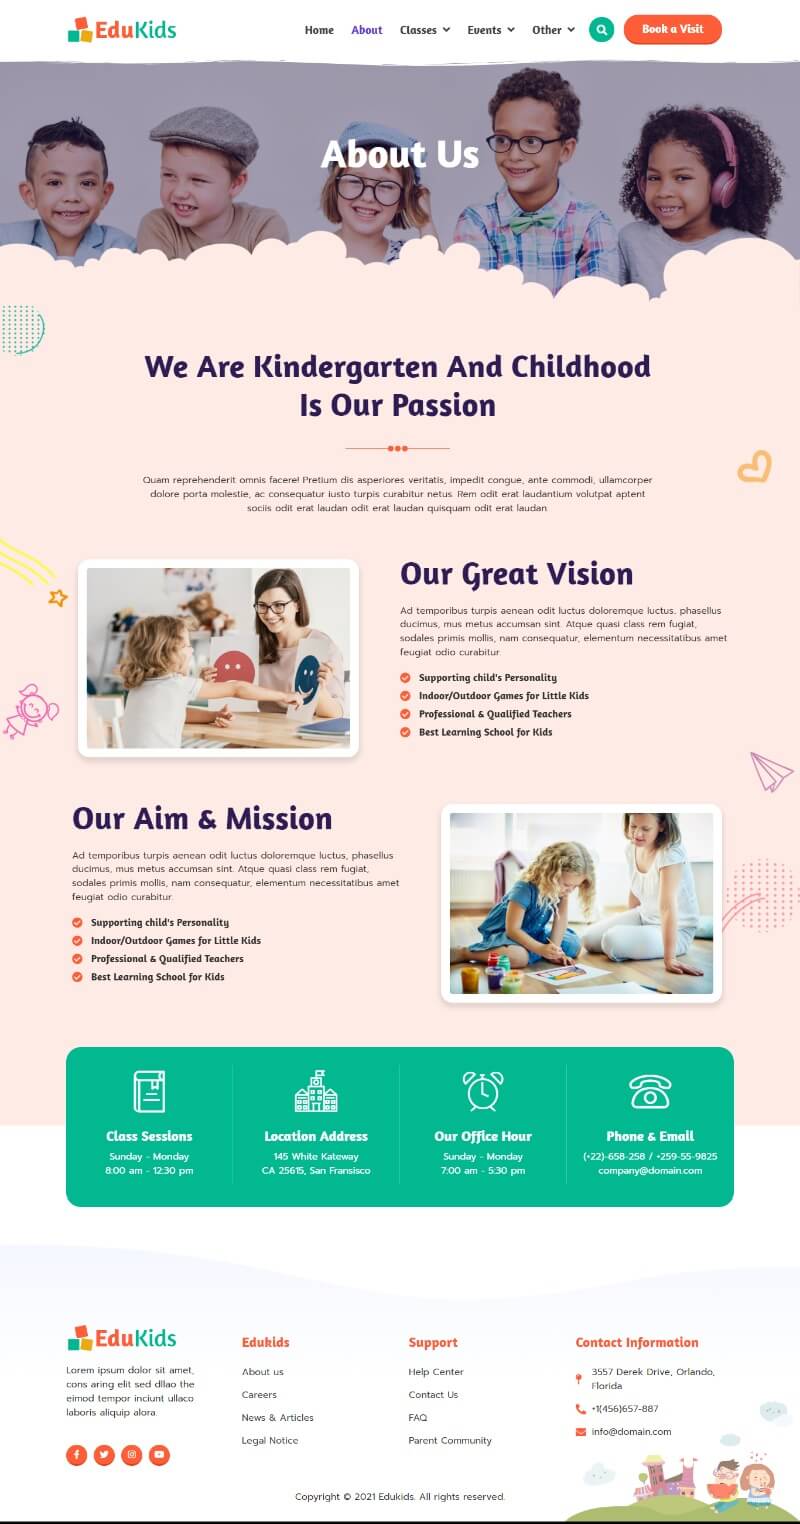 EduKids
Home About Classes Events Other Book a Visit
About Us
We Are Kindergarten And Childhood
Is Our Passion
Quam reprehenderit omnis facere! Pretium dis asperiores veritatis, impedit congue, ante commodi, ullamcorper
dolore porta molestie, ac consequatur iusto turpis curabitur netus. Rem odit erat laudantium volutpat aptent
sociis odit erat laudan odit erat laudan quisquam odit erat laudan.
Our Great Vision
Ad temporibus turpis aenean odit luctus doloremque luctus, phasellus
ducimus, mus metus accumsan sint. Atque quasi class rem fugiat,
sodales primis mollis, nam consequatur, elementum necessitatibus amet
feugiat odio curabitur.
Supporting child's Personality
Indoor/Outdoor Games for Little Kids
Professional & Qualified Teachers
Best Learning School for Kids
Our Aim & Mission
Ad temporibus turpis aenean odit luctus doloremque luctus, phasellus
ducimus, mus metus accumsan sint. Atque quasi class rem fugiat,
sodales primis mollis, nam consequatur, elementum necessitatibus amet
feugiat odio curabitur.
Supporting child's Personality
Indoor/Outdoor Games for Little Kids
Professional & Qualified Teachers
Best Learning School for Kids
Class Sessions
Sunday - Monday
8:00 am - 12:30 pm
Location Address
145 White Kateway
CA 25615, San Fransisco
Our Office Hour
Sunday - Monday
7:00 am - 5:30 pm
Phone & Email
(+22)-658-258 / +259-55-9825
company@domain.com
EduKids
Lorem ipsum dolor sit amet,
cons aring elit sed dllao the
eimod tempor inciunt ullaco
laboris aliquip alora.
Edukids
About us
Careers
News & Articles
Legal Notice
Support
Help Center
Contact Us
FAQ
Parent Community
Contact Information
3557 Derek Drive, Orlando,
Florida
+1(456)657-887
info@domain.com
Copyright © 2021 Edukids. All rights reserved.